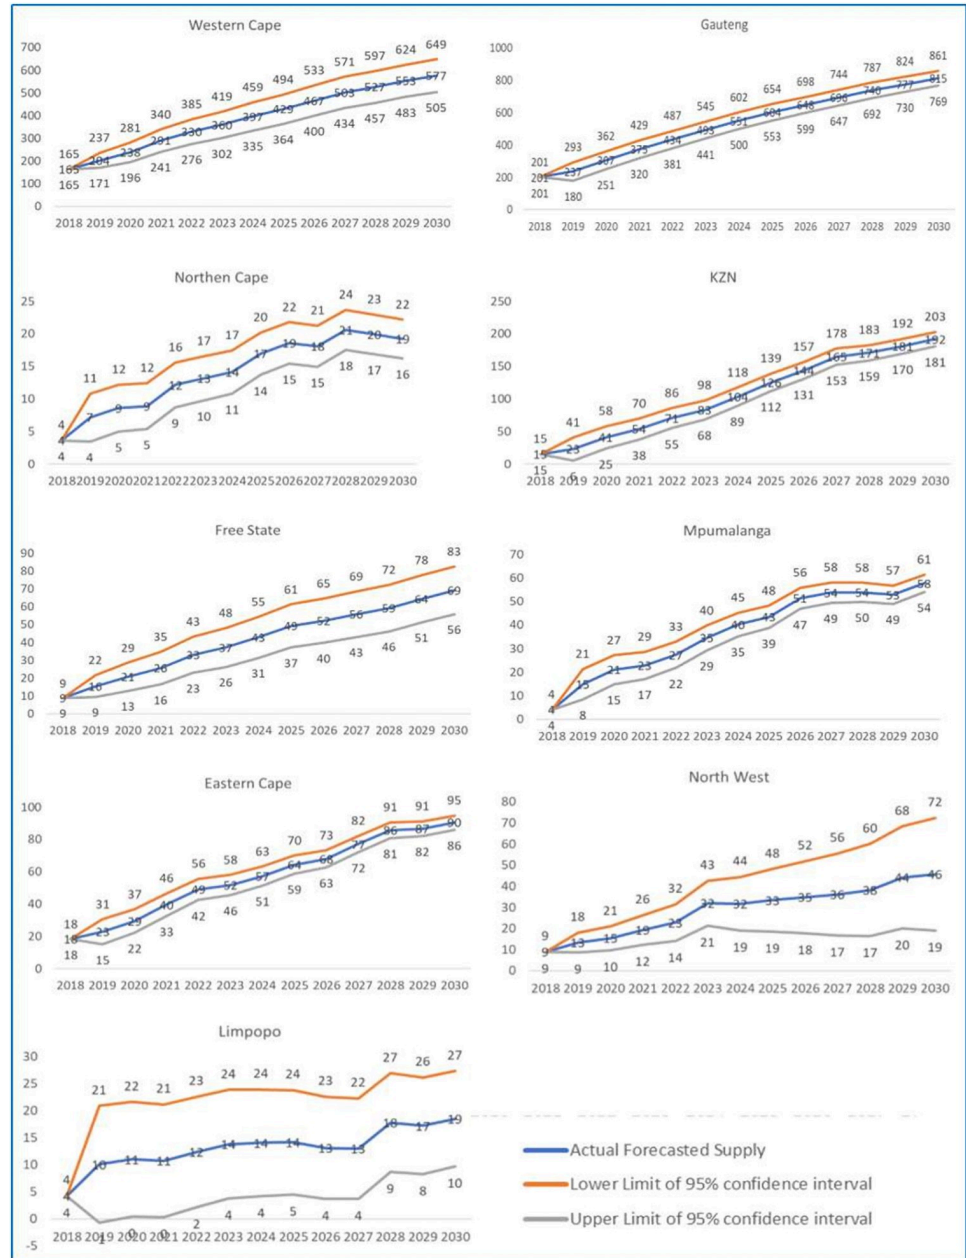 Western Cape
700
600
500
400
300
200
100
0
165 237 281 340 385 419 459 494 533 571 597 624 649
165 204 238 291 330 360 397 429 467 503 527 553 577
165 171 196 241 276 302 335 364 400 434 457 483 505
2018 2019 2020 2021 2022 2023 2024 2025 2026 2027 2028 2029 2030
Gauteng
1000
800
600
400
200
0
201 293 362 429 487 545 602 654 698 744 787 824 861
201 237 307 375 434 493 551 604 648 696 740 777 815
201 180 251 320 381 441 500 553 599 647 692 730 769
2018 2019 2020 2021 2022 2023 2024 2025 2026 2027 2028 2029 2030
Northen Cape
25
20
15
10
5
0
4 11 12 12 16 17 17 20 22 21 24 23 22
4 7 9 9 12 13 14 17 19 18 21 20 19
4 4 5 5 9 10 11 14 15 15 18 17 16
2018 2019 2020 2021 2022 2023 2024 2025 2026 2027 2028 2029 2030
KZN
250
200
150
100
50
0
15 41 58 70 86 98 118 139 157 178 183 192 203
15 23 41 54 71 83 104 126 144 165 171 181 192
15 6 25 38 55 68 89 112 131 153 159 170 181
2018 2019 2020 2021 2022 2023 2024 2025 2026 2027 2028 2029 2030
Free State
90
80
70
60
50
40
30
20
10
0
9 22 29 35 43 48 55 61 65 69 72 78 83
9 16 21 26 33 37 43 49 52 56 59 64 69
9 9 13 16 23 26 31 37 40 43 46 51 56
2018 2019 2020 2021 2022 2023 2024 2025 2026 2027 2028 2029 2030
Mpumalanga
70
60
50
40
30
20
10
0
4 21 27 29 33 40 45 48 56 58 58 57 61
4 15 21 23 27 35 40 43 51 54 54 53 58
4 8 15 17 22 29 35 39 47 49 50 49 54
2018 2019 2020 2021 2022 2023 2024 2025 2026 2027 2028 2029 2030
Eastern Cape
100
80
60
40
20
0
18 31 37 46 56 58 63 70 73 82 91 91 95
18 23 29 40 49 52 57 64 68 77 86 87 90
18 15 22 33 42 46 51 59 63 72 81 82 86
2018 2019 2020 2021 2022 2023 2024 2025 2026 2027 2028 2029 2030
North West
80
70
60
50
40
30
20
10
0
9 18 21 26 32 43 44 48 52 56 60 68 72
9 13 15 19 23 32 32 33 35 36 38 44 46
9 9 10 12 14 21 19 19 18 17 17 20 19
2018 2019 2020 2021 2022 2023 2024 2025 2026 2027 2028 2029 2030
Limpopo
30
25
20
15
10
5
0
-5
4 21 22 21 23 24 24 24 23 22 27 26 27
4 10 11 11 12 14 14 14 13 13 18 17 19
4 1 0 0 2 4 4 5 4 4 9 8 10
2018 2019 2020 2021 2022 2023 2024 2025 2026 2027 2028 2029 2030
Actual Forecasted Supply
Lower Limit of 95% confidence interval
Upper Limit of 95% confidence interval